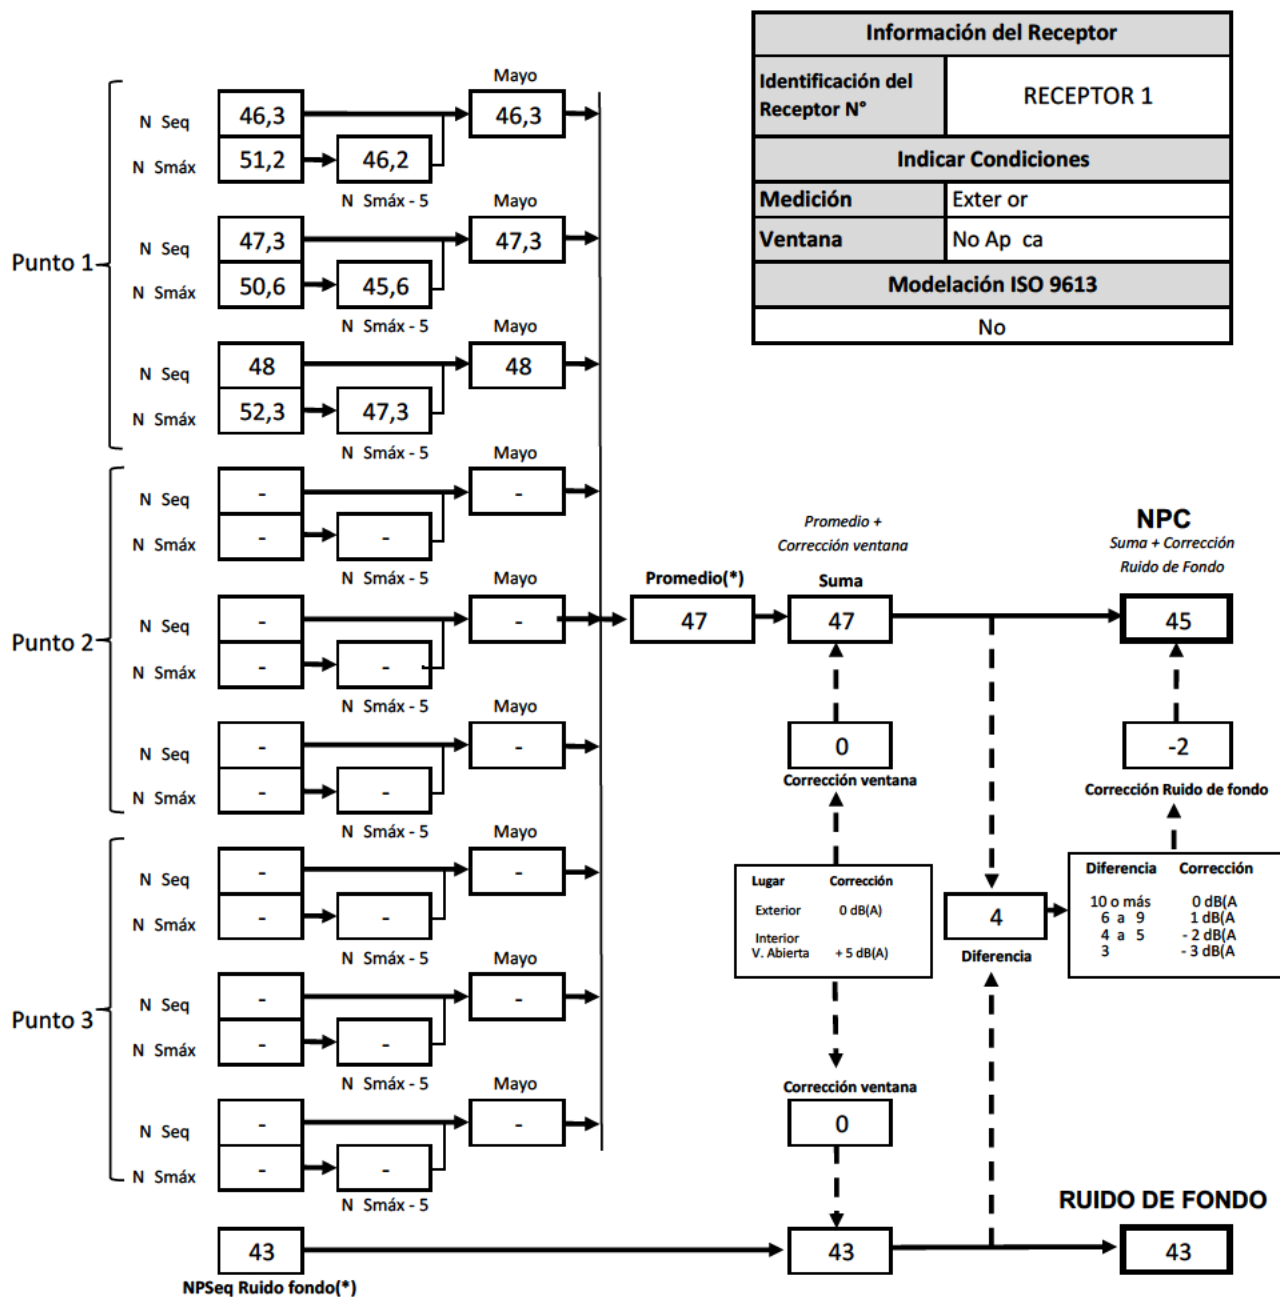 Información del Receptor
Identificación del Receptor N°
RECEPTOR 1
Indicar Condiciones
Medición
Exter or
Ventana
No Ap ca
Modelación ISO 9613
No
Punto 1
N Seq
46,3
Mayo
46,3
N Smáx
51,2
46,2
N Smáx - 5
N Seq
47,3
Mayo
47,3
N Smáx
50,6
45,6
N Smáx - 5
N Seq
48
Mayo
48
N Smáx
52,3
47,3
N Smáx - 5
Punto 2
N Seq
-
Mayo
-
N Smáx
-
-
N Smáx - 5
N Seq
-
Mayo
-
N Smáx
-
-
N Smáx - 5
N Seq
-
Mayo
-
N Smáx
-
-
N Smáx - 5
Punto 3
N Seq
-
Mayo
-
N Smáx
-
-
N Smáx - 5
N Seq
-
Mayo
-
N Smáx
-
-
N Smáx - 5
N Seq
-
Mayo
-
N Smáx
-
-
N Smáx - 5
Promedio(*)
47
Promedio +
Corrección ventana
Suma
47
0
Corrección ventana
Lugar Corrección
Exterior 0 dB(A)
Interior
V. Abierta + 5 dB(A)
Corrección ventana
0
NPC
Suma + Corrección
Ruido de Fondo
45
-2
Corrección Ruido de fondo
Diferencia Corrección
10 o más 0 dB(A
6 a 9 1 dB(A
4 a 5 - 2 dB(A
3 - 3 dB(A
4
Diferencia
43
NPSeq Ruido fondo(*)
43
RUIDO DE FONDO
43